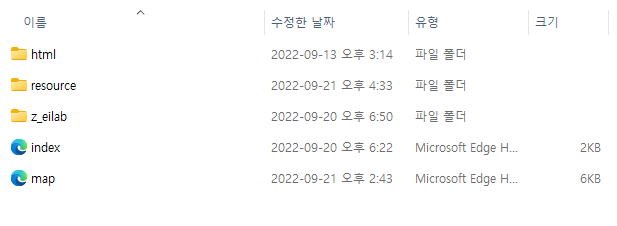 이름 수정한 날짜 유형 크기
html 2022-09-13 오후 3:14 파일 폴더
resource 2022-09-21 오후 4:33 파일 폴더
z_eilab 2022-09-20 오후 6:50 파일 폴더
index 2022-09-20 오후 6:22 Microsoft Edge H... 2KB
map 2022-09-21 오후 2:43 Microsoft Edge H... 6KB